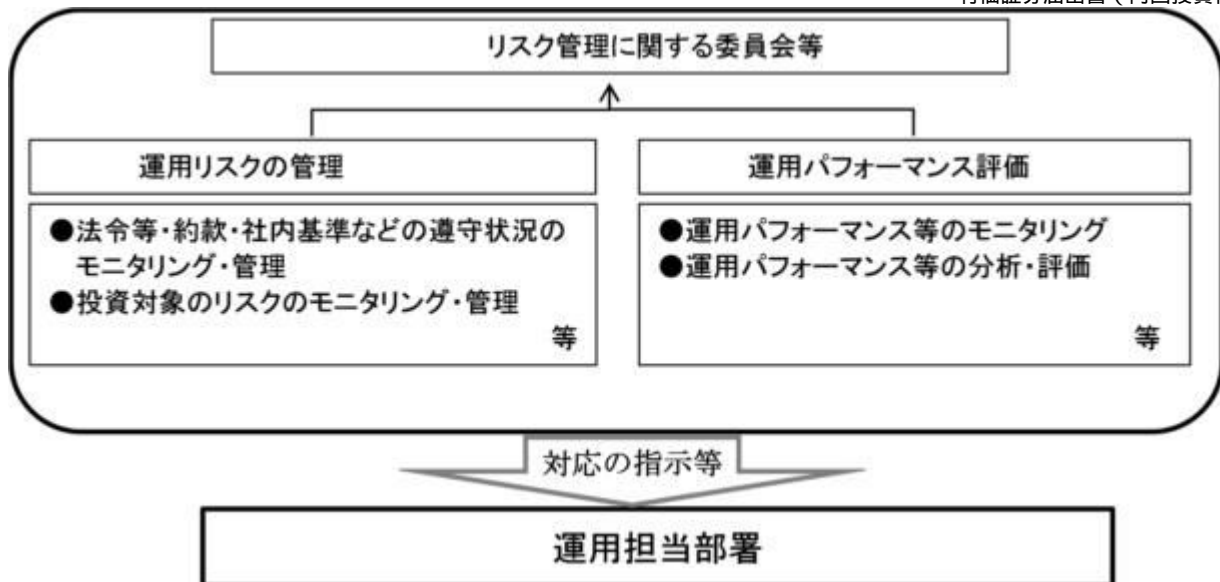 リスク管理に関する委員会等
運用リスクの管理
運用パフォーマンス評価
●法令等・約款・社内基準などの遵守状況の
モニタリング・管理
●投資対象のリスクのモニタリング・管理
等
●運用パフォーマンス等のモニタリング
●運用パフォーマンス等の分析・評価
等
対応の指示等
運用担当部署